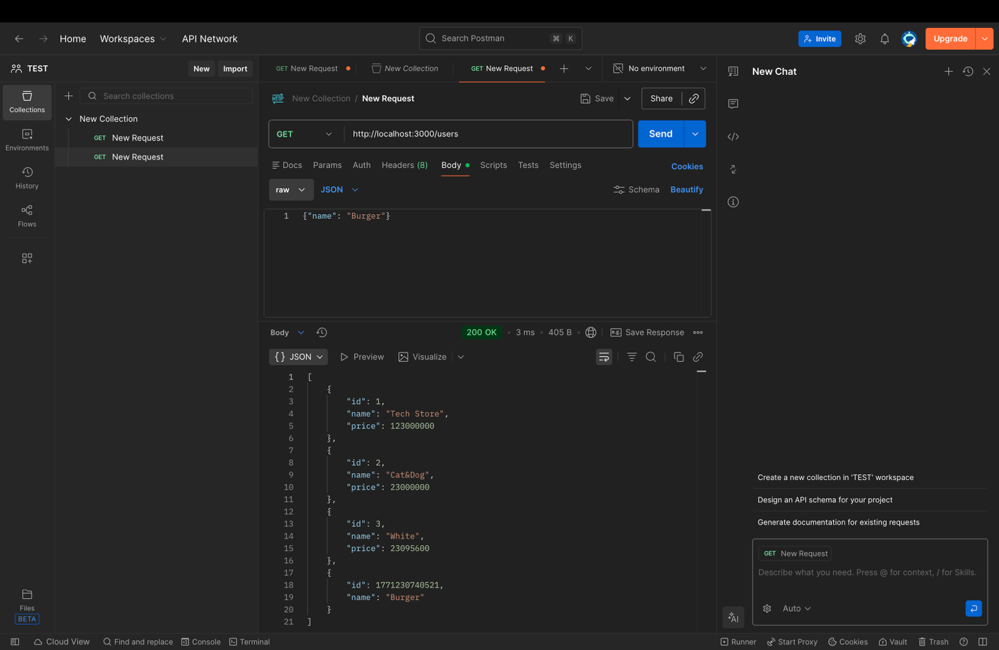 Home
Workspaces
API Network
Search Postman
⌘
K
Invite
Upgrade
TEST
New
Import
Collections
Environments
History
Flows
Files
BETA
Search collections
New Collection
GET New Request
GET New Request
GET New Request
New Collection
GET New Request
No environment
HTTP
New Collection / New Request
Save
Share
GET
http://localhost:3000/users
Send
Docs
Params
Auth
Headers (8)
Body
Scripts
Tests
Settings
Cookies
raw
JSON
Schema
Beautify
1 {"name": "Burger"}
Body
200 OK
3 ms
405 B
e.g.
Save Response
{} JSON
Preview
Visualize
1 [
2 {
3 "id": 1,
4 "name": "Tech Store",
5 "price": 123000000
6 },
7 {
8 "id": 2,
9 "name": "Cat&Dog",
10 "price": 23000000
11 },
12 {
13 "id": 3,
14 "name": "White",
15 "price": 23095600
16 },
17 {
18 "id": 1771230740521,
19 "name": "Burger"
20 }
21 ]
New Chat
Create a new collection in 'TEST' workspace
Design an API schema for your project
Generate documentation for existing requests
GET New Request
Describe what you need. Press @ for context, / for Skills.
Auto
AI
Cloud View
Find and replace
Console
Terminal
Runner
Start Proxy
Cookies
Vault
Trash